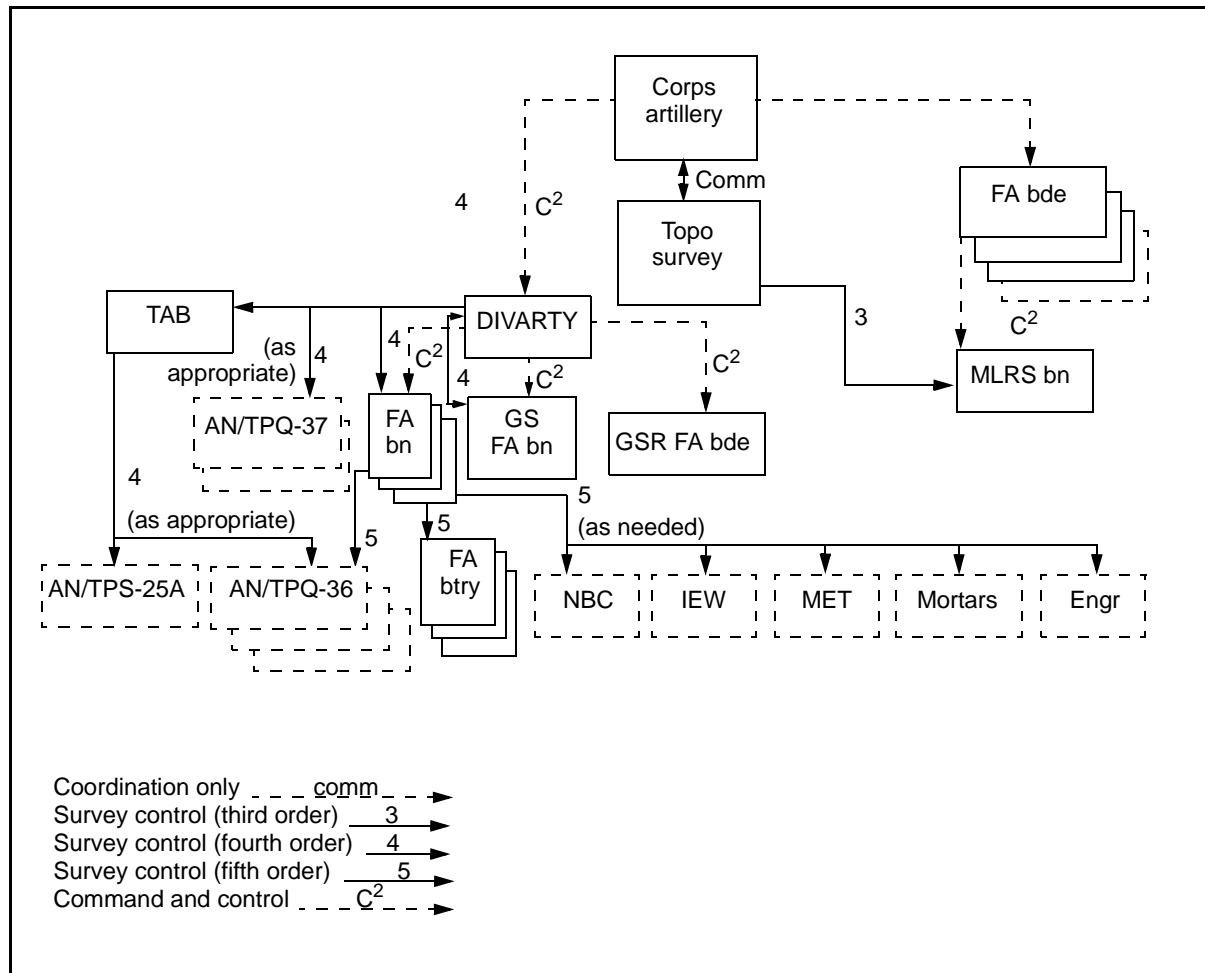 Corps
artillery
Comm
4
C²
FA bde
Topo
survey
TAB
DIVARTY
3
C²
(as
appropriate)
4
4
C²
4
C²
C²
MLRS bn
AN/TPQ-37
FA
bn
GS
FA bn
GSR FA bde
4
(as appropriate)
5
5
5
(as needed)
AN/TPS-25A
AN/TPQ-36
FA
btry
NBC
IEW
MET
Mortars
Engr
Coordination only comm
Survey control (third order) 3
Survey control (fourth order) 4
Survey control (fifth order) 5
Command and control C²